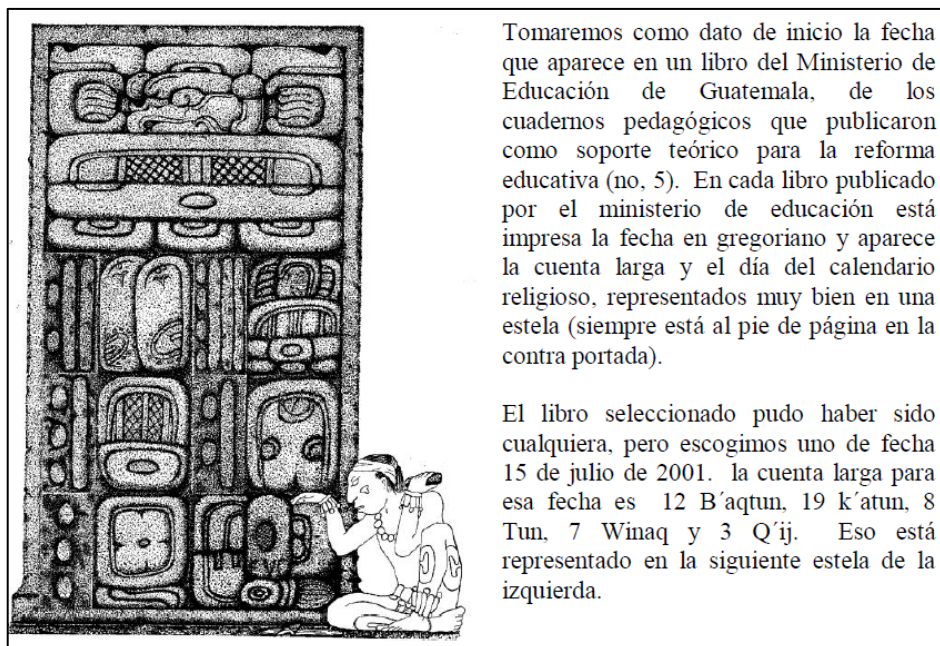 Tomaremos como dato de inicio la fecha
que aparece en un libro del Ministerio de
Educación de Guatemala, de los
cuadernos pedagógicos que publicaron
como soporte teórico para la reforma
educativa (no, 5).  En cada libro publicado
por el ministerio de educación está
impresa la fecha en gregoriano y aparece
la cuenta larga y el día del calendario
religioso, representados muy bien en una
estela (siempre está al pie de página en la
contra portada).

El libro seleccionado pudo haber sido
cualquiera, pero escogimos uno de fecha
15 de julio de 2001.  la cuenta larga para
esa fecha es  12 B´aqtun, 19 k´atun, 8
Tun, 7 Winaq y 3 Q´ij.  Eso está
representado en la siguiente estela de la
izquierda.